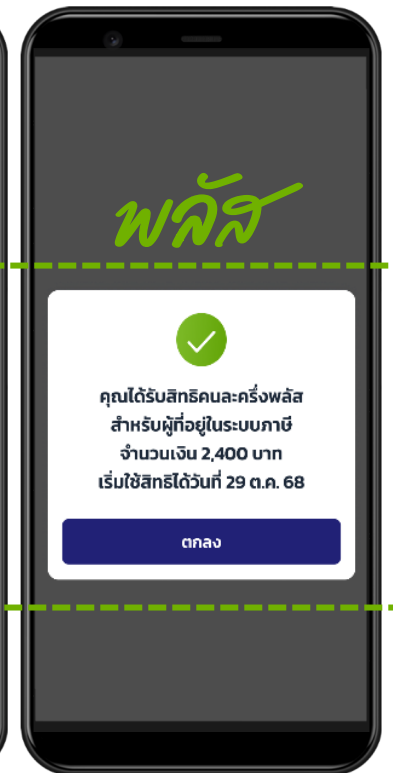 พลัส
คุณได้รับสิทธิคนละครึ่งพลัส
สำหรับผู้ที่อยู่ในระบบภาษี
จำนวนเงิน 2,400 บาท
เริ่มใช้สิทธิได้วันที่ 29 ต.ค. 68
ตกลง